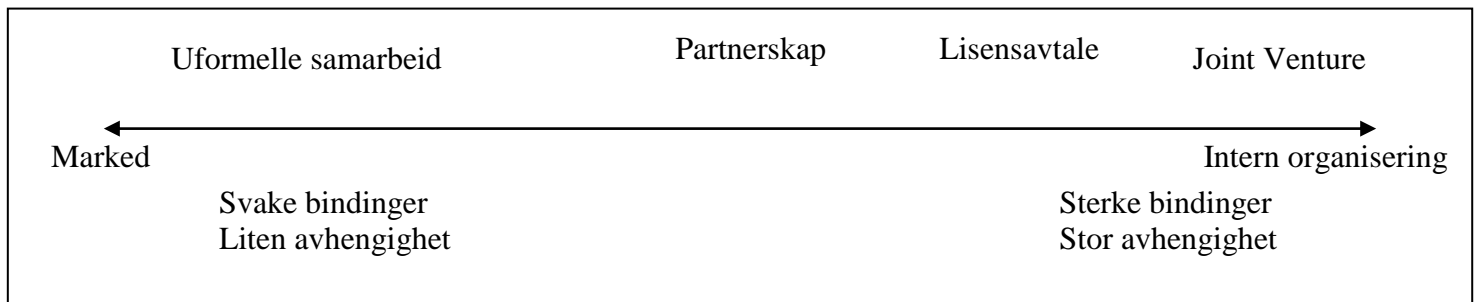 Uformelle samarbeid Partnerskap Lisensavtale Joint Venture
Marked Intern organisering
Svake bindinger Sterke bindinger
Liten avhengighet Stor avhengighet